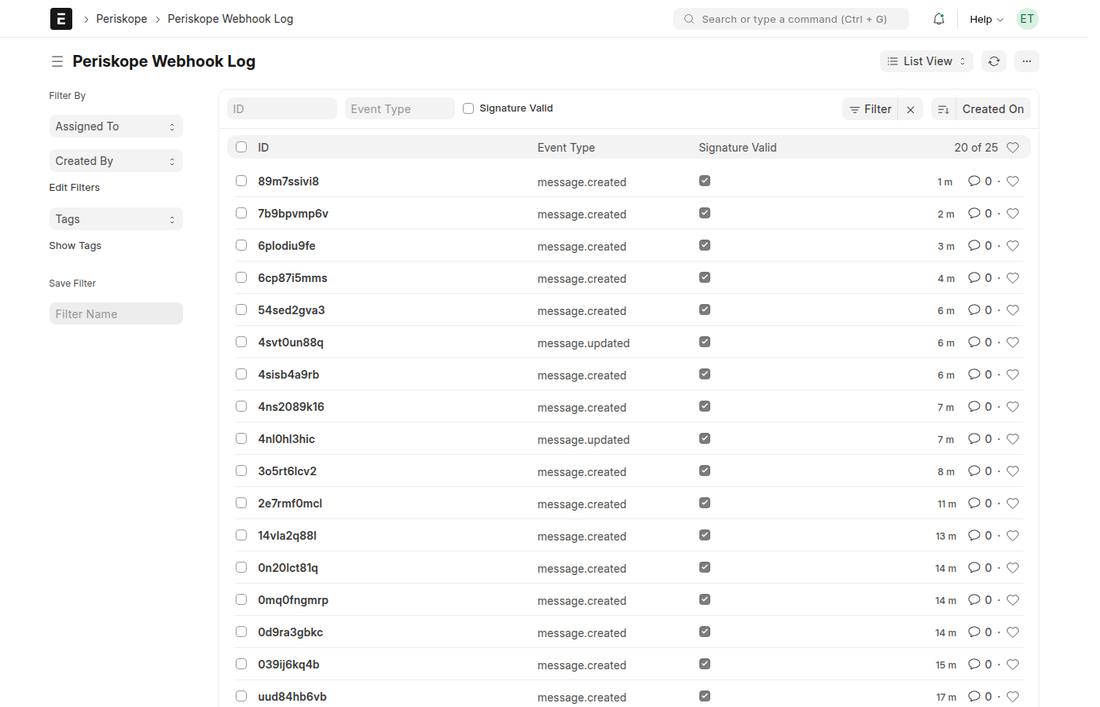 E
Periskope
Periskope Webhook Log
Search or type a command (Ctrl + G)
Help
ET
Periskope Webhook Log
List View
Filter By
Assigned To
Created By
Edit Filters
Tags
Show Tags
Save Filter
Filter Name
ID
Event Type
Signature Valid
Filter
Created On
ID Event Type Signature Valid 20 of 25
89m7ssivi8 message.created 1 m 0 ·
7b9bpvmp6v message.created 2 m 0 ·
6plodiu9fe message.created 3 m 0 ·
6cp87i5mms message.created 4 m 0 ·
54sed2gva3 message.created 6 m 0 ·
4svt0un88q message.updated 6 m 0 ·
4sisb4a9rb message.created 6 m 0 ·
4ns2089k16 message.created 7 m 0 ·
4nl0hl3hic message.updated 7 m 0 ·
3o5rt6lcv2 message.created 8 m 0 ·
2e7rmf0mcl message.created 11 m 0 ·
14vla2q88l message.created 13 m 0 ·
0n20lct81q message.created 14 m 0 ·
0mq0fngmrp message.created 14 m 0 ·
0d9ra3gbkc message.created 14 m 0 ·
039ij6kq4b message.created 15 m 0 ·
uud84hb6vb message.created 17 m 0 ·